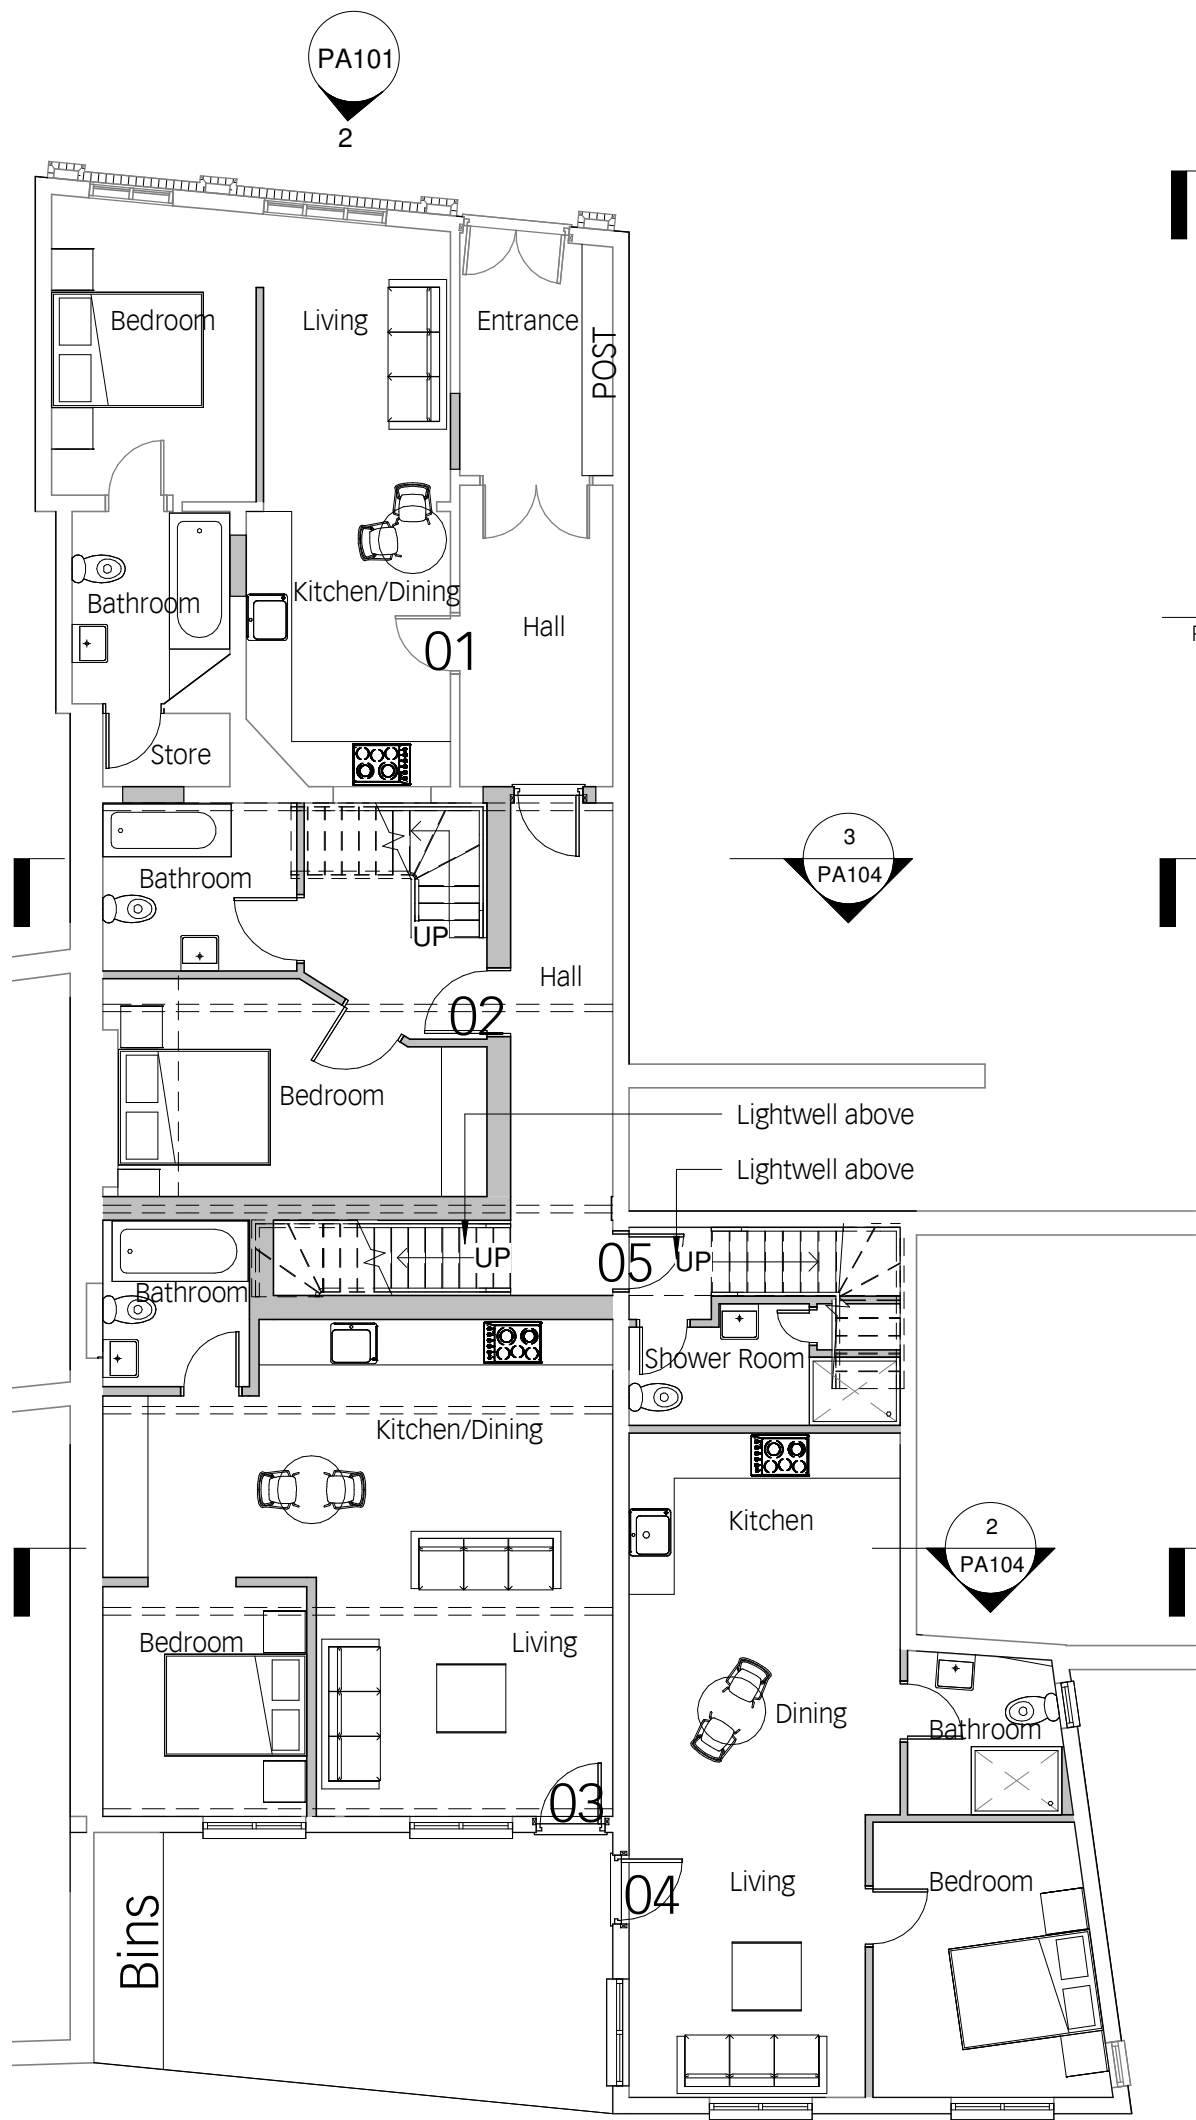 PA101
2
Bedroom
Living
Entrance
POST
Kitchen/Dining
Bathroom
Hall
01
Store
3
PA104
Bathroom
UP
Hall
02
Bedroom
Lightwell above
Lightwell above
05
UP
UP
Bathroom
Shower Room
Kitchen/Dining
Kitchen
2
PA104
Bedroom
Living
Dining
Bathroom
03
Living
Bedroom
04
Bins